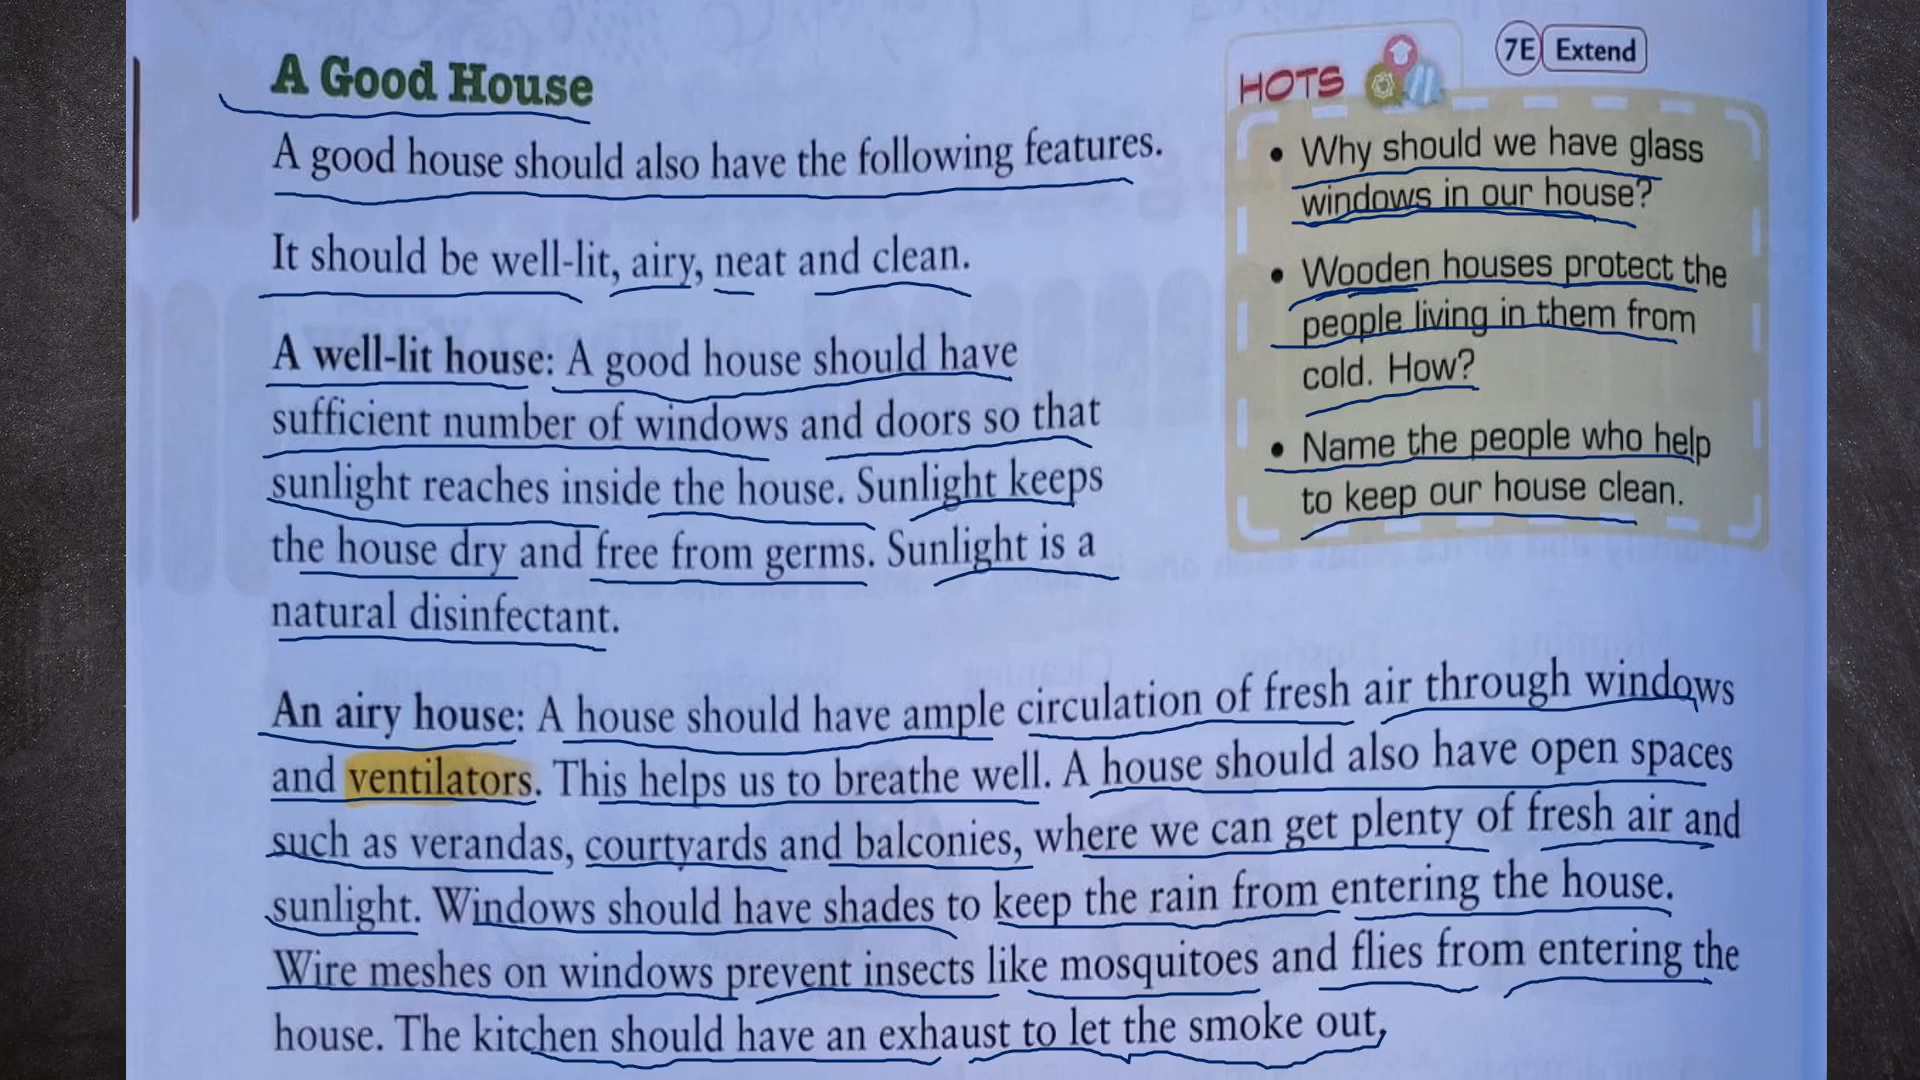 A Good House
A good house should also have the following features.
It should be well-lit, airy, neat and clean.
A well-lit house: A good house should have
sufficient number of windows and doors so that
sunlight reaches inside the house. Sunlight keeps
the house dry and free from germs. Sunlight is a
natural disinfectant.
7E Extend
HOTS
• Why should we have glass
windows in our house?
• Wooden houses protect the
people living in them from
cold. How?
• Name the people who help
to keep our house clean.
An airy house: A house should have ample circulation of fresh air through windows
and ventilators. This helps us to breathe well. A house should also have open spaces
such as verandas, courtyards and balconies, where we can get plenty of fresh air and
sunlight. Windows should have shades to keep the rain from entering the house.
Wire meshes on windows prevent insects like mosquitoes and flies from entering the
house. The kitchen should have an exhaust to let the smoke out,